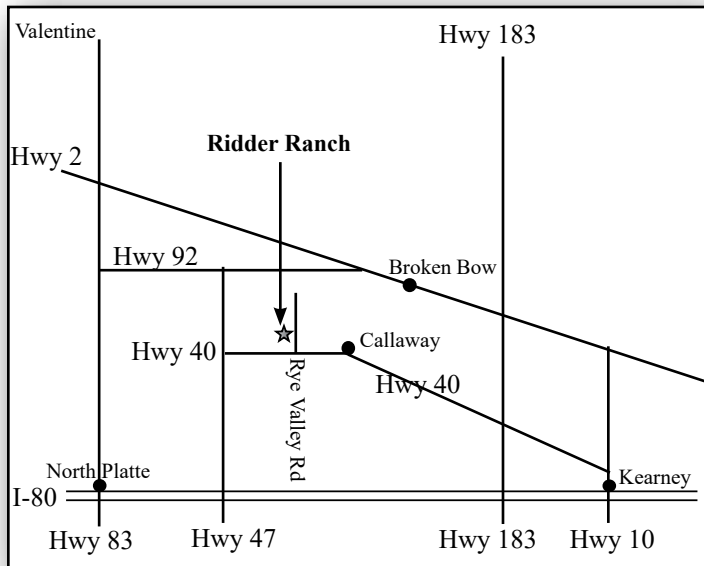 Valentine
Hwy 183
Ridder Ranch
Hwy 2
Hwy 92
Broken Bow
Hwy 40
Callaway
Rye Valley Rd
Hwy 40
North Platte
Kearney
I-80
Hwy 83
Hwy 47
Hwy 183
Hwy 10